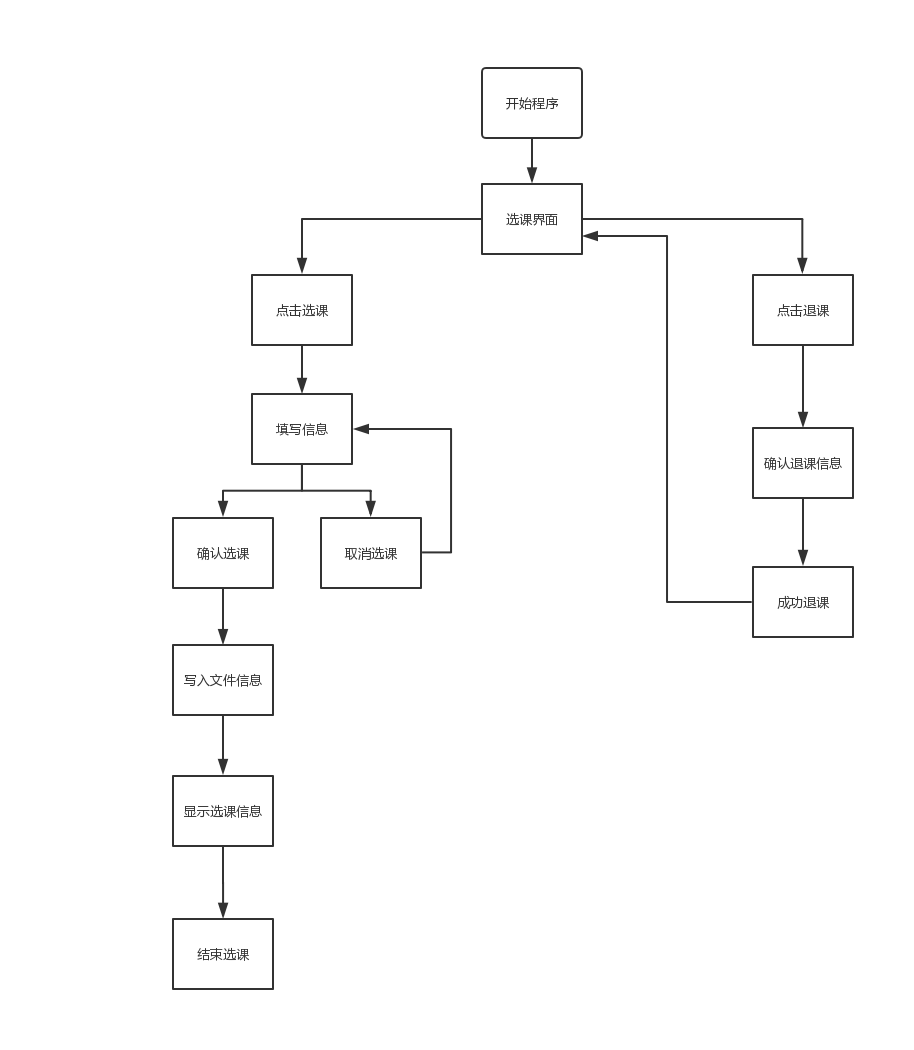 开始程序
选课界面
点击选课
点击退课
填写信息
确认退课信息
确认选课
取消选课
成功退课
写入文件信息
显示选课信息
结束选课